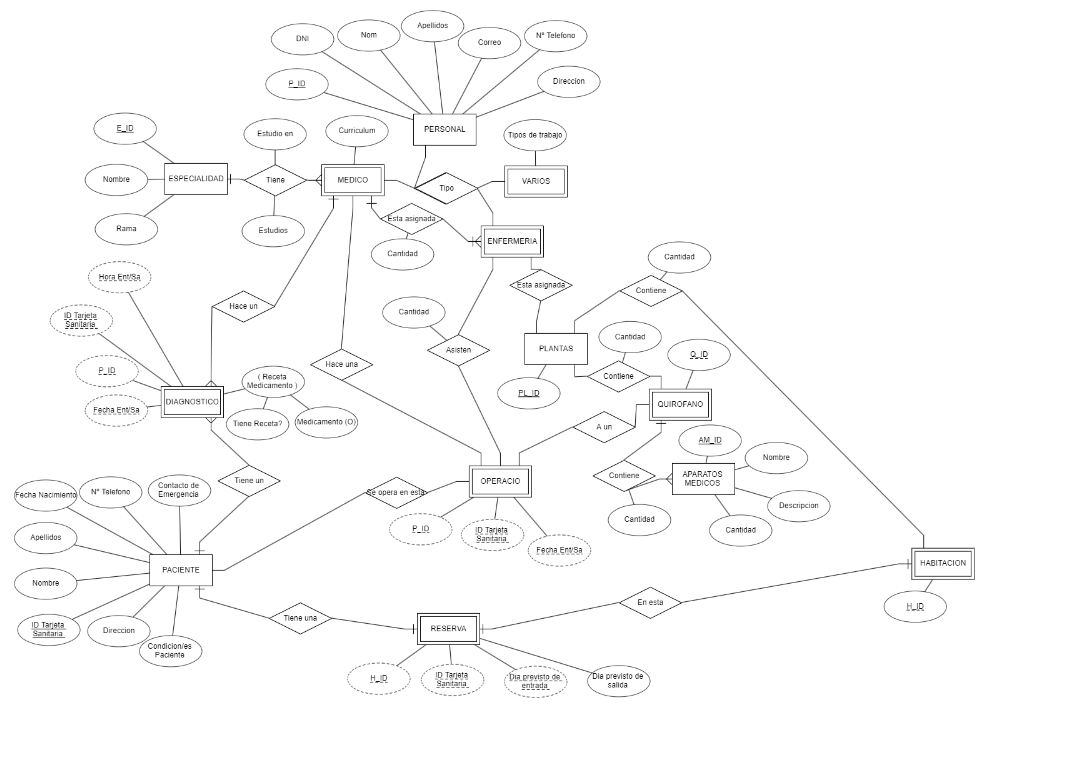 Apellidos
Nom
Nº Telefono
DNI
Correo
P_ID
Direccion
PERSONAL
E_ID
Estudio en
Curriculum
Tipos de trabajo
ESPECIALIDAD
Nombre
Tiene
MEDICO
Tipo
VARIOS
Rama
Estudios
Esta asignada
Cantidad
ENFERMERIA
Cantidad
Hora Ent/Sa
Esta asignada
Contiene
ID Tarjeta
Sanitaria
Hace un
Cantidad
Cantidad
Asisten
PLANTAS
Q_ID
P_ID
Hace una
Contiene
( Receta
Medicamento )
PL_ID
DIAGNOSTICO
QUIROFANO
Fecha Ent/Sa
Tiene Receta?
Medicamento (O)
A un
AM_ID
Nombre
Contiene
APARATOS
MEDICOS
Tiene un
OPERACIO
Fecha Nacimiento
Nº Telefono
Contacto de
Emergencia
Se opera en esta
Descripcion
Cantidad
Cantidad
P_ID
ID Tarjeta
Sanitaria
Fecha Ent/Sa
Apellidos
PACIENTE
HABITACION
Nombre
H_ID
En esta
Tiene una
ID Tarjeta
Sanitaria
Direccion
RESERVA
Condicion/es
Paciente
H_ID
ID Tarjeta
Sanitaria
Dia previsto de
entrada
Dia previsto de
salida